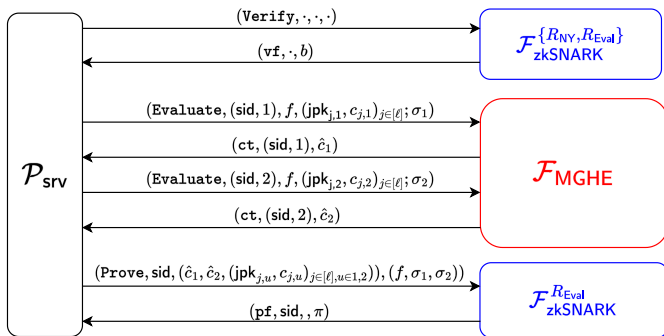 (Verify, ·, ·, ·)
(vf, ·, b)
𝓕_zkSNARK^{R_NY, R_Eval}
(Evaluate, (sid, 1), f, (jpk_{j,1}, c_{j,1})_{j∈[ℓ]}; σ_1)
(ct, (sid, 1), ĉ_1)
𝓟_srv
𝓕_MGHE
(Evaluate, (sid, 2), f, (jpk_{j,2}, c_{j,2})_{j∈[ℓ]}; σ_2)
(ct, (sid, 2), ĉ_2)
(Prove, sid, (ĉ_1, ĉ_2, (jpk_{j,u}, c_{j,u})_{j∈[ℓ],u∈1,2})), (f, σ_1, σ_2))
(pf, sid, , π)
𝓕_zkSNARK^{R_Eval}